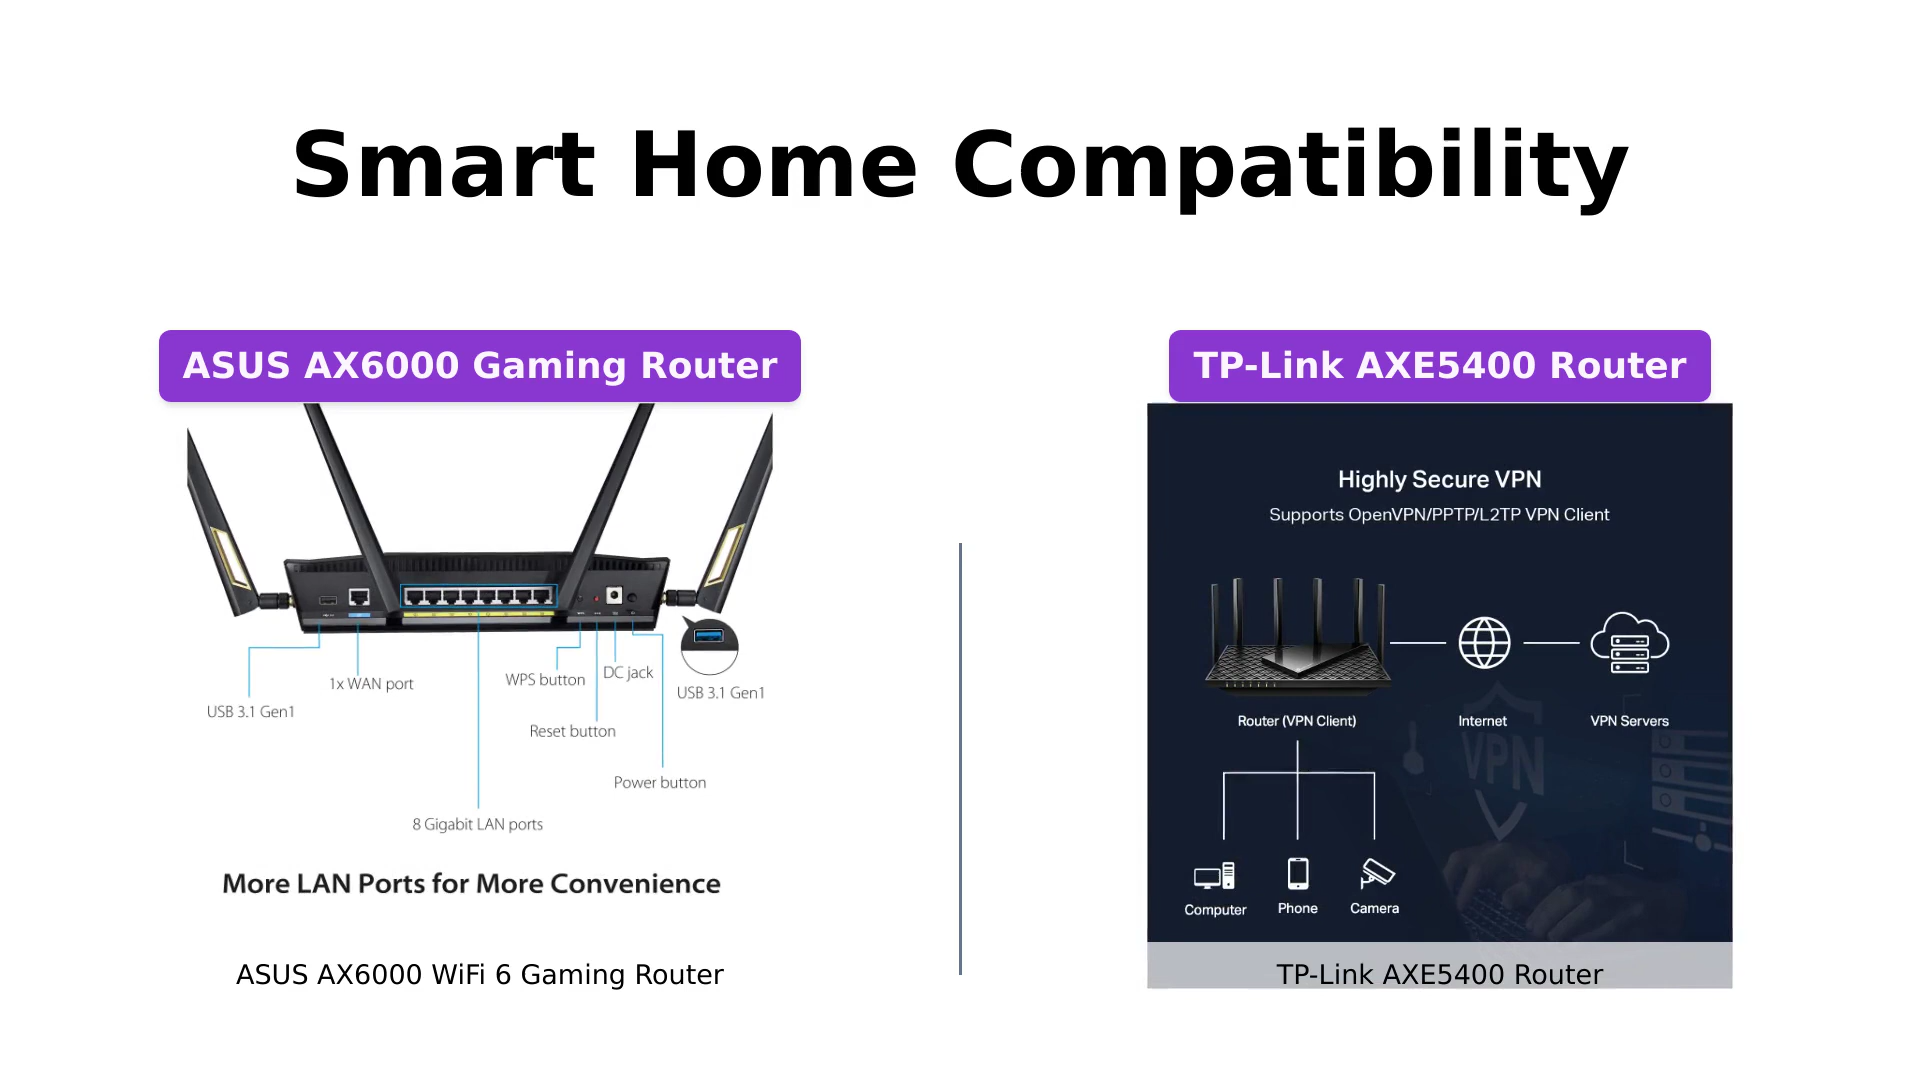 Smart Home Compatibility
ASUS AX6000 Gaming Router
USB 3.1 Gen1
1x WAN port
8 Gigabit LAN ports
WPS button
Reset button
DC jack
Power button
USB 3.1 Gen1
More LAN Ports for More Convenience
ASUS AX6000 WiFi 6 Gaming Router
TP-Link AXE5400 Router
Highly Secure VPN
Supports OpenVPN/PPTP/L2TP VPN Client
Router (VPN Client)
Internet
VPN Servers
VPN
Computer
Phone
Camera
TP-Link AXE5400 Router